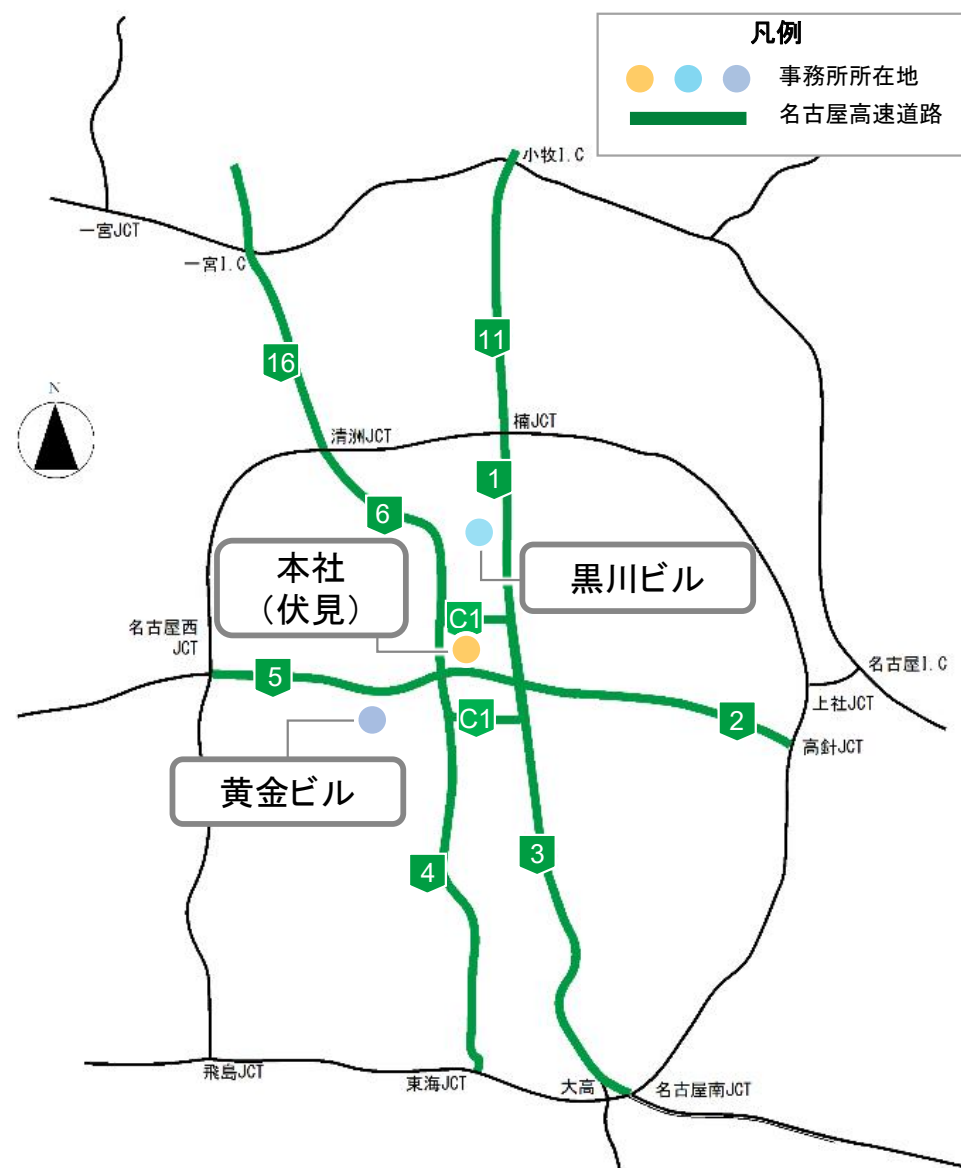 凡例
事務所所在地
名古屋高速道路
小牧I.C
一宮JCT
一宮I.C
11
16
N
清洲JCT
楠JCT
1
6
本社
（伏見）
黒川ビル
C1
名古屋西
JCT
5
名古屋I.C
上社JCT
C1
2
高針JCT
黄金ビル
4
3
飛島JCT
東海JCT
大高
名古屋南JCT